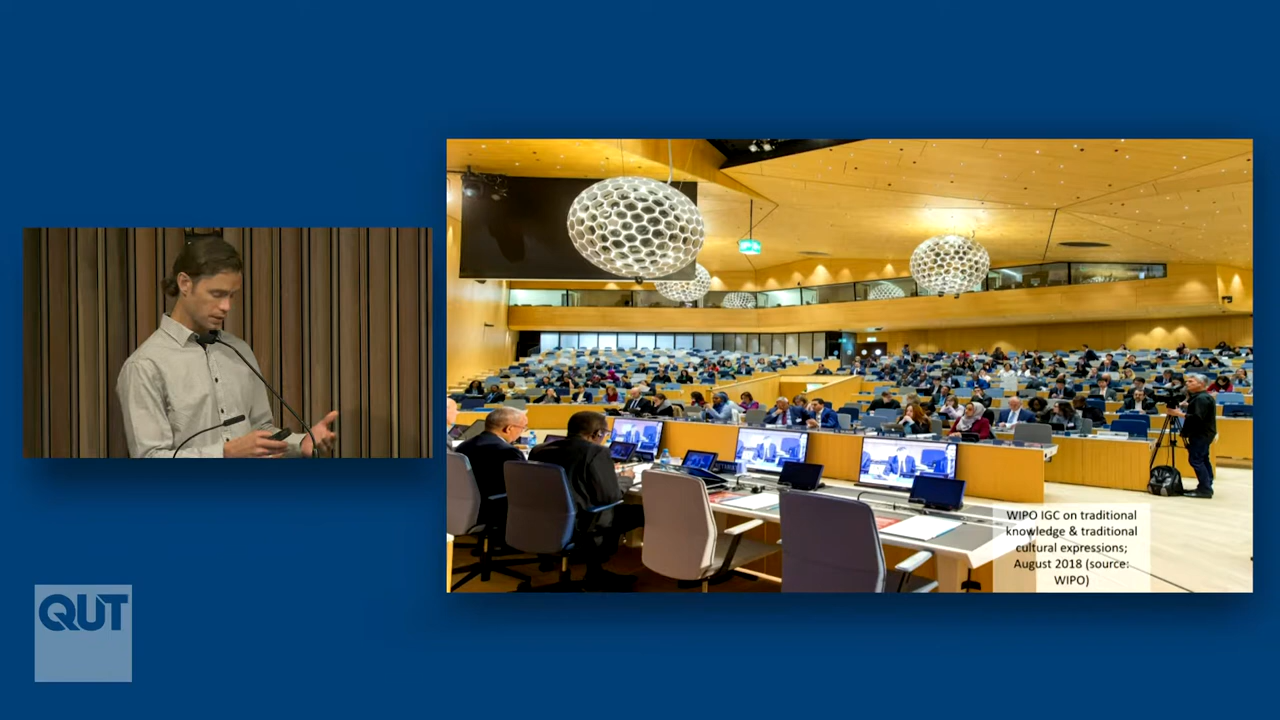 WIPO IGC on traditional
knowledge & traditional
cultural expressions;
August 2018 (source:
WIPO)
QUT